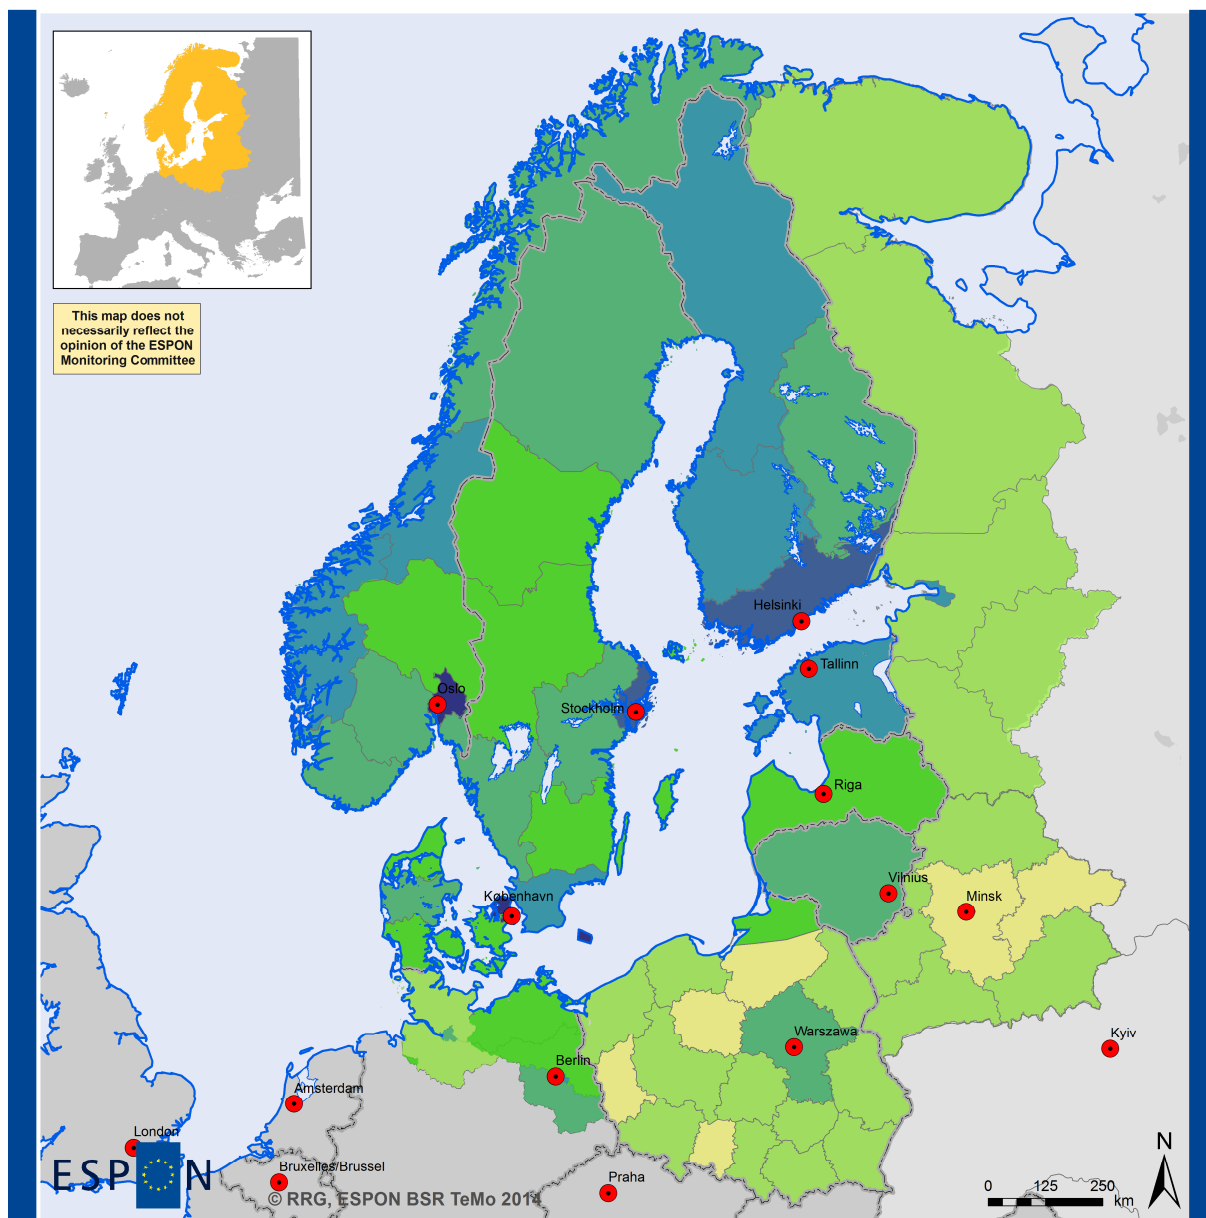 This map does not
necessarily reflect the
opinion of the ESPON
Monitoring Committee
Helsinki
Tallinn
Oslo
Stockholm
Riga
Vilnius
København
Minsk
Warszawa
Kyiv
Berlin
Amsterdam
London
Bruxelles/Brussel
Praha
ESPON
© RRG, ESPON BSR TeMo 2014
N
0 125 250
km